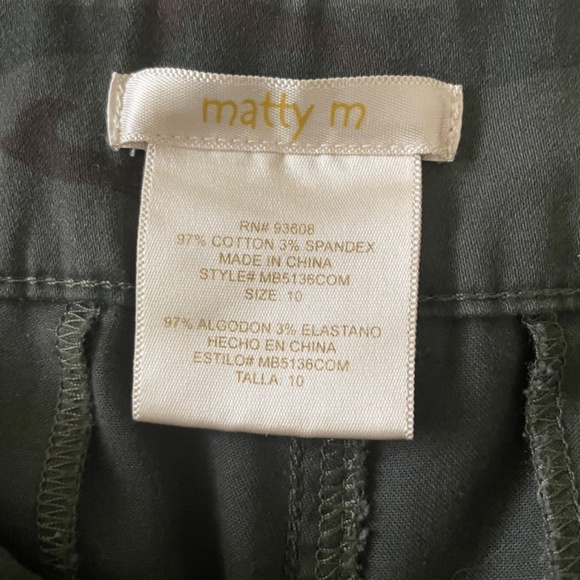 matty m
RN# 93608
97% COTTON 3% SPANDEX
MADE IN CHINA
STYLE# MB5136COM
SIZE: 10
97% ALGODON 3% ELASTANO
HECHO EN CHINA
ESTILO# MB5136COM
TALLA: 10